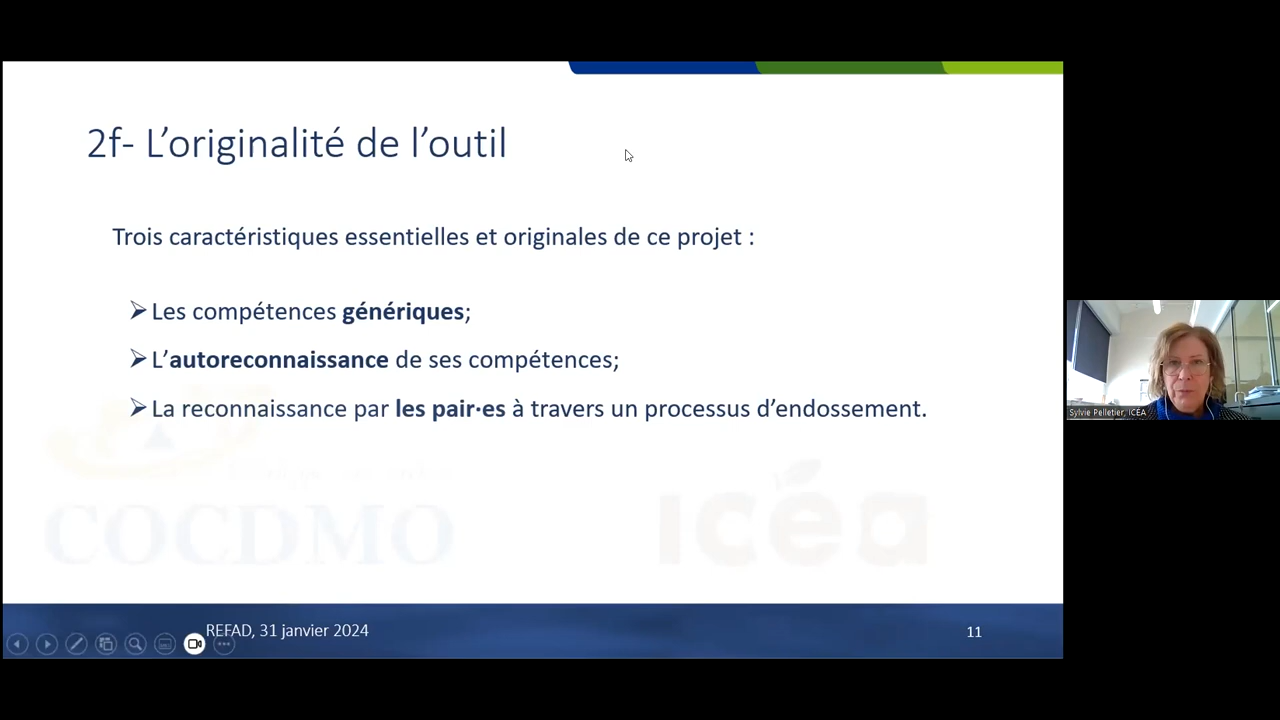 2f- L’originalité de l’outil
Trois caractéristiques essentielles et originales de ce projet :
Les compétences génériques;
L’autoreconnaissance de ses compétences;
La reconnaissance par les pair·es à travers un processus d’endossement.
COCDMO
icéa
REFAD, 31 janvier 2024
11
Sylvie Pelletier, ICÉA